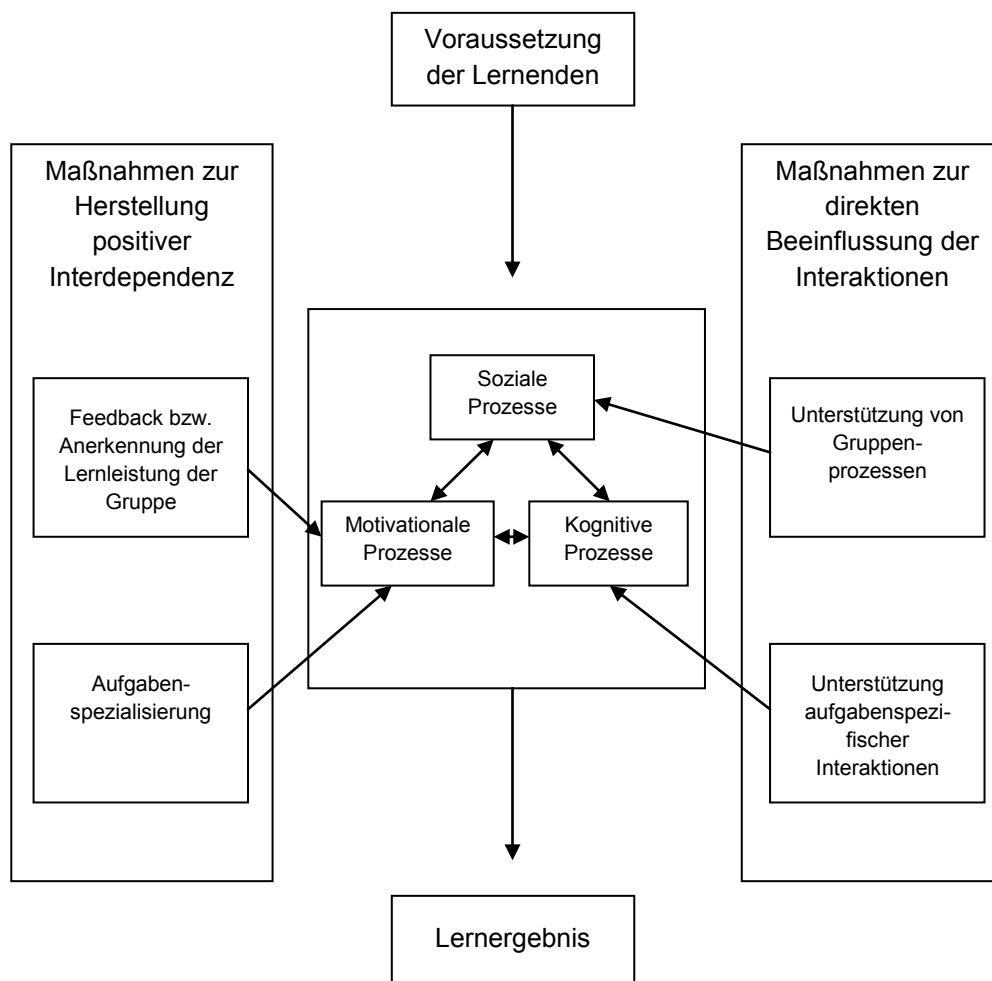 Voraussetzung
der Lernenden
Maßnahmen zur
Herstellung
positiver
Interdependenz
Maßnahmen zur
direkten
Beeinflussung der
Interaktionen
Soziale
Prozesse
Feedback bzw.
Anerkennung der
Lernleistung der
Gruppe
Unterstützung von
Gruppen-
prozessen
Motivationale
Prozesse
Kognitive
Prozesse
Aufgaben-
spezialisierung
Unterstützung
aufgabenspezi-
fischer
Interaktionen
Lernergebnis